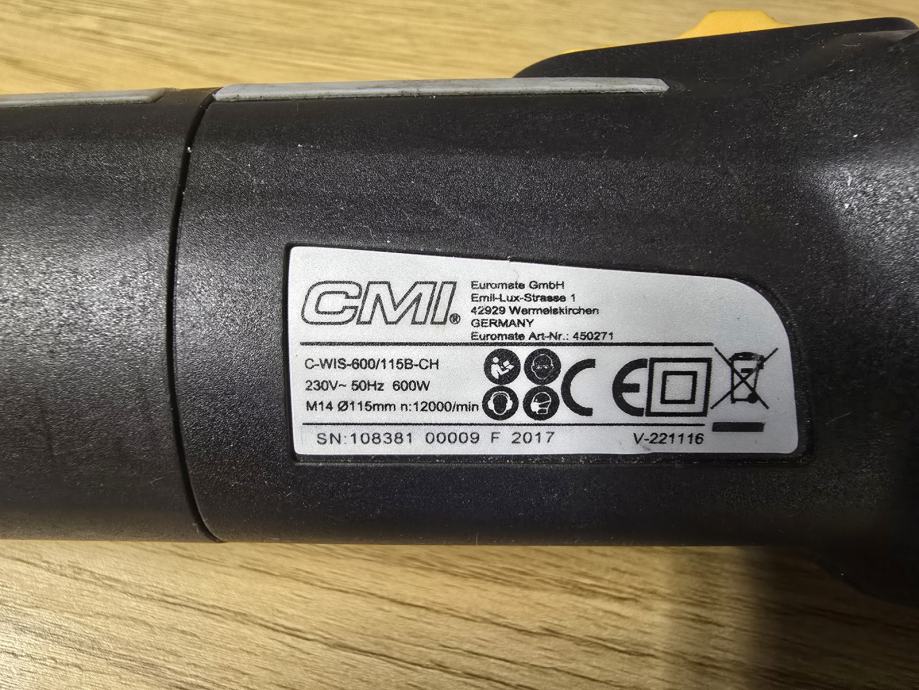 CMI®
Euromate GmbH
Emil-Lux-Strasse 1
42929 Wermelskirchen
GERMANY
Euromate Art-Nr.: 450271
C-WIS-600/115B-CH
230V~ 50Hz 600W
M14 Ø115mm n:12000/min
CE
SN:108381 00009 F 2017
V-221116